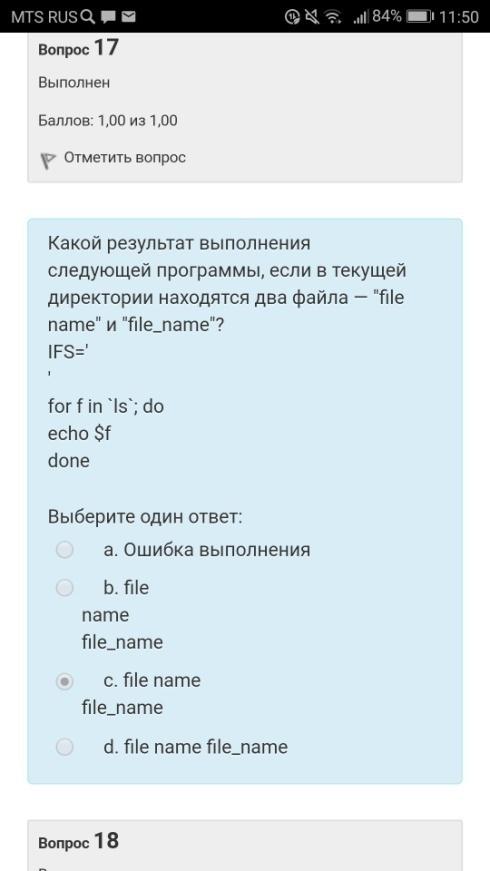 MTS RUS 84% 11:50
Вопрос 17
Выполнен
Баллов: 1,00 из 1,00
Отметить вопрос
Какой результат выполнения
следующей программы, если в текущей
директории находятся два файла — "file
name" и "file_name"?
IFS='
'
for f in `ls`; do
echo $f
done
Выберите один ответ:
a. Ошибка выполнения
b. file
name
file_name
c. file name
file_name
d. file name file_name
Вопрос 18